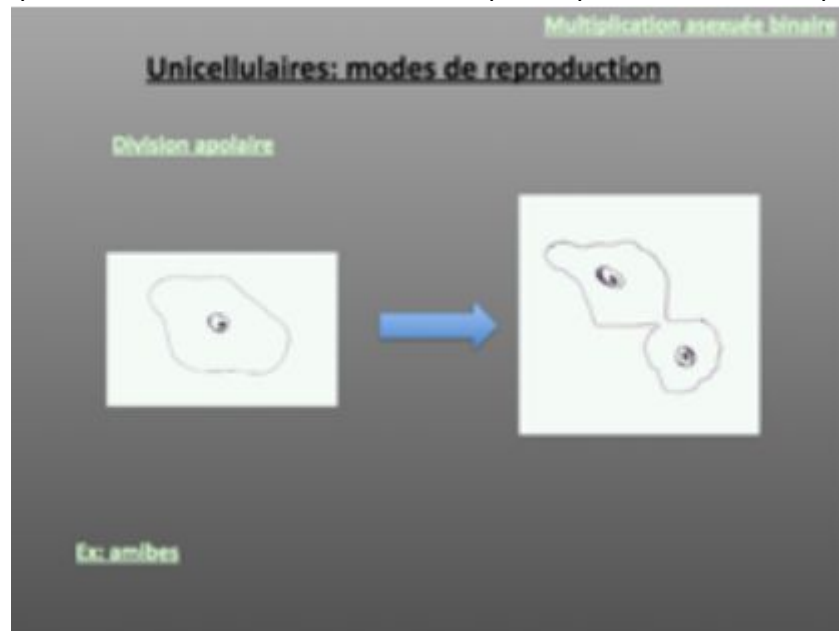 Multiplication asexuée binaire
Unicellulaires: modes de reproduction
Division apolaire
Ex: amibes